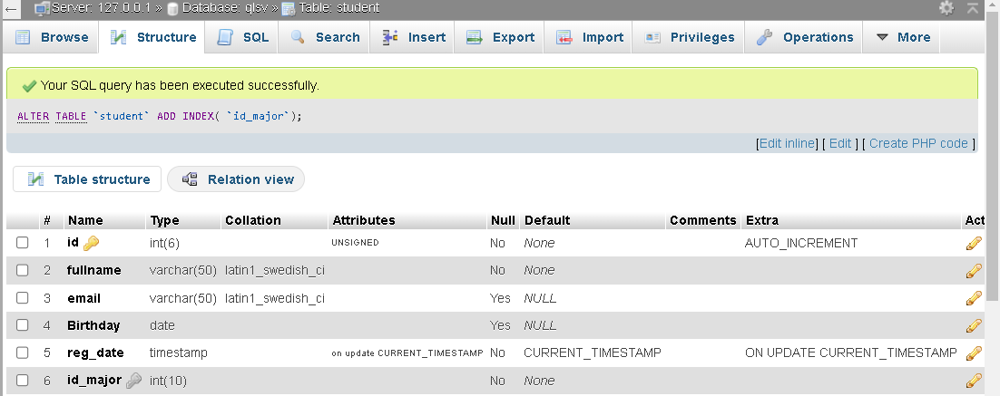 Server: 127.0.0.1 » Database: qlsv » Table: student
Browse Structure SQL Search Insert Export Import Privileges Operations More
Your SQL query has been executed successfully.
ALTER TABLE `student` ADD INDEX( `id_major`);
[Edit inline] [ Edit ] [ Create PHP code ]
Table structure Relation view
# Name Type Collation Attributes Null Default Comments Extra Act
1 id int(6) UNSIGNED No None AUTO_INCREMENT
2 fullname varchar(50) latin1_swedish_ci No None
3 email varchar(50) latin1_swedish_ci Yes NULL
4 Birthday date Yes NULL
5 reg_date timestamp on update CURRENT_TIMESTAMP No CURRENT_TIMESTAMP ON UPDATE CURRENT_TIMESTAMP
6 id_major int(10) No None